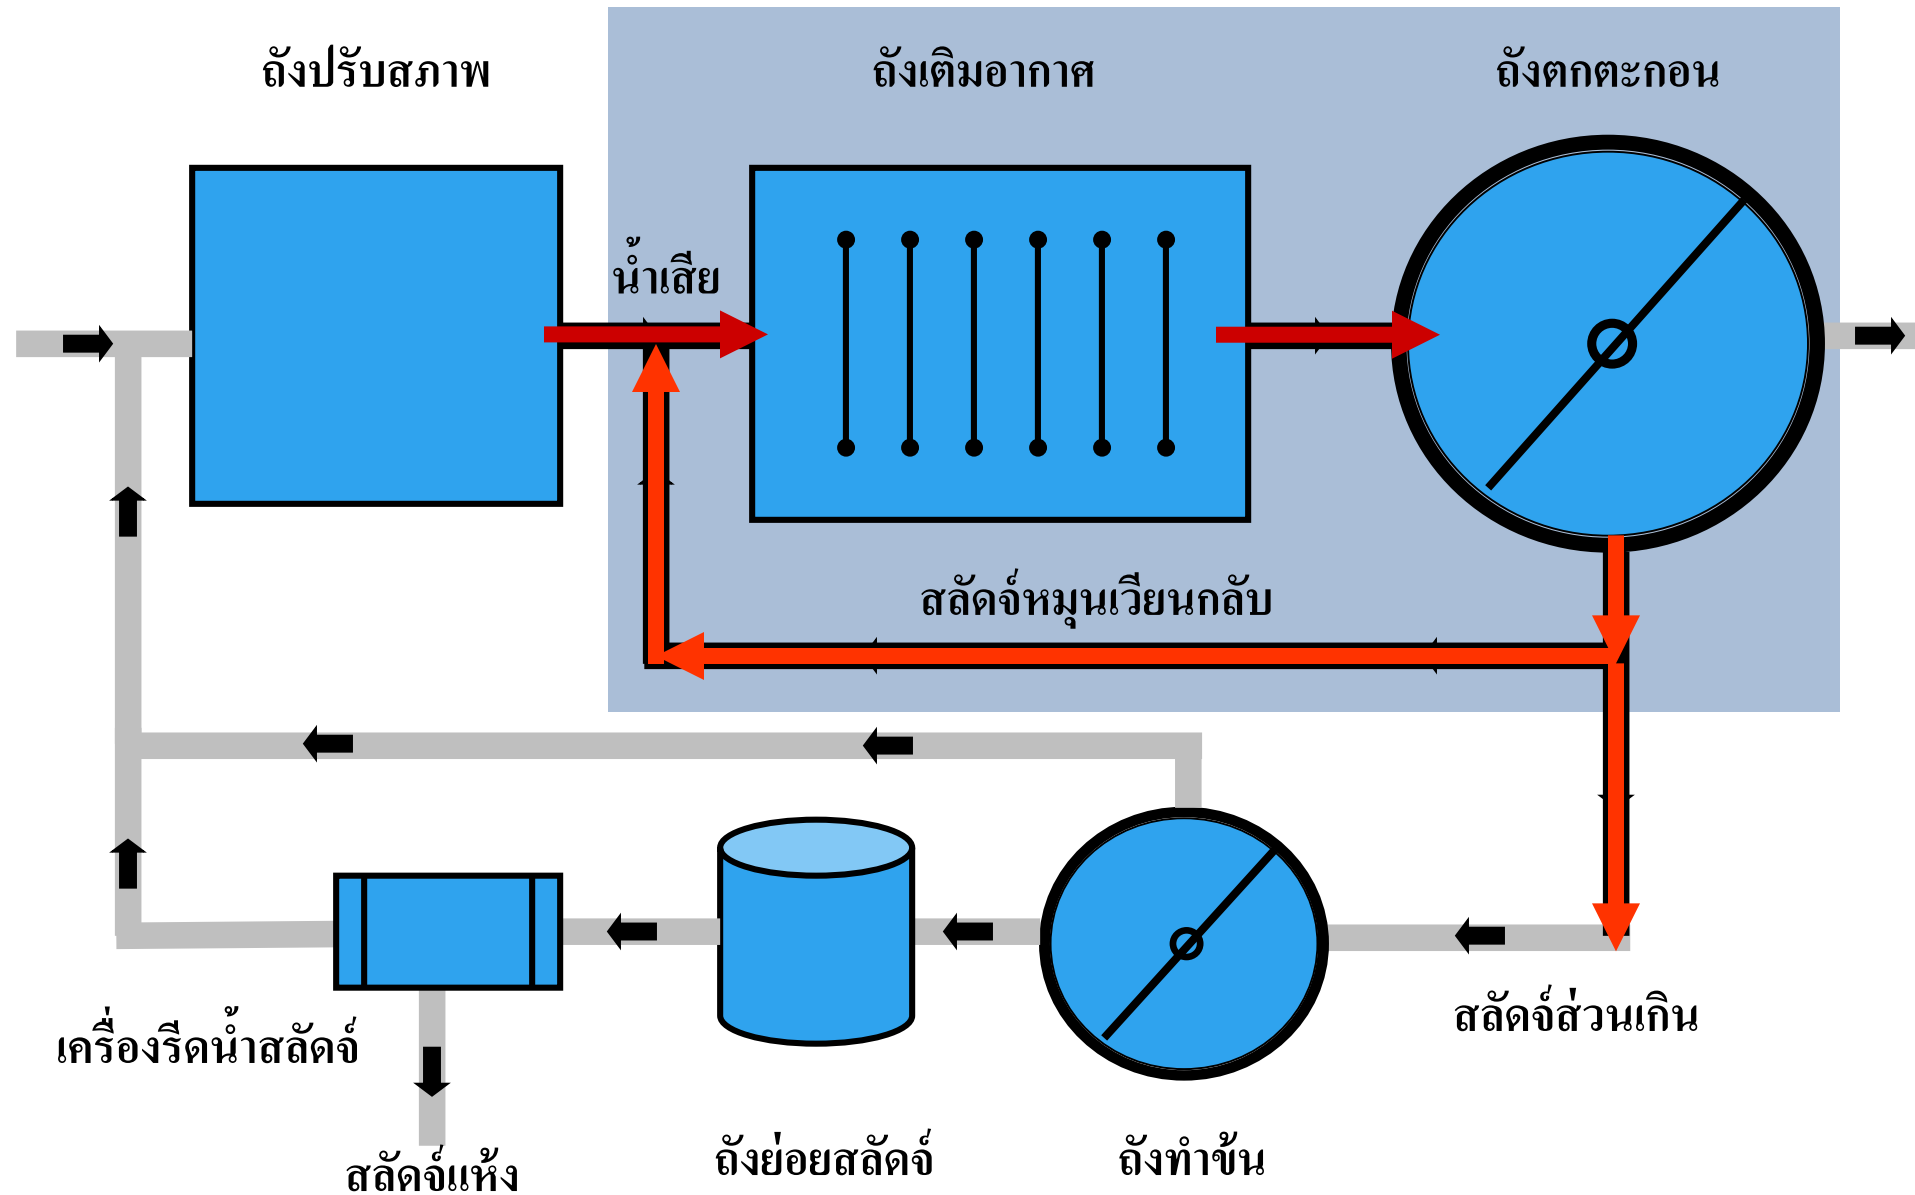 ถังปรับสภาพ
ถังเติมอากาศ
ถังตกตะกอน
น้ำเสีย
สลัดจ์หมุนเวียนกลับ
สลัดจ์ส่วนเกิน
เครื่องรีดน้ำสลัดจ์
ถังย่อยสลัดจ์
ถังทำข้น
สลัดจ์แห้ง